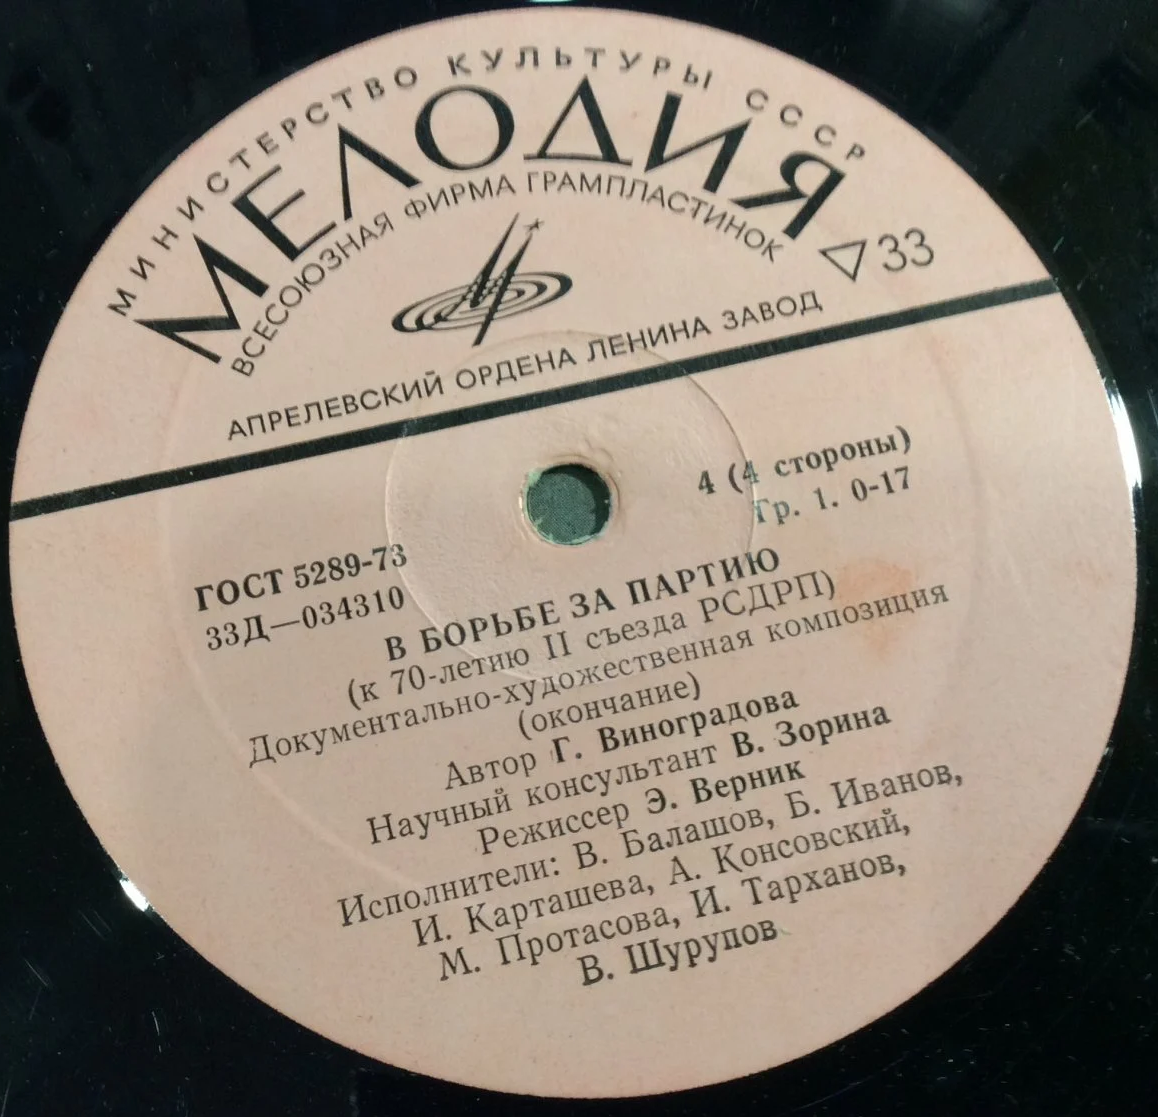 МИНИСТЕРСТВО КУЛЬТУРЫ СССР
МЕЛОДИЯ
ВСЕСОЮЗНАЯ ФИРМА ГРАМПЛАСТИНОК
33
АПРЕЛЕВСКИЙ ОРДЕНА ЛЕНИНА ЗАВОД
4 (4 стороны)
Гр. 1. 0-17
ГОСТ 5289-73
33Д—034310
В БОРЬБЕ ЗА ПАРТИЮ
(к 70-летию II съезда РСДРП)
Документально-художественная композиция
(окончание)
Автор Г. Виноградова
Научный консультант В. Зорина
Режиссер Э. Верник
Исполнители: В. Балашов, Б. Иванов,
И. Карташева, А. Консовский,
М. Протасова, И. Тарханов,
В. Шурупов